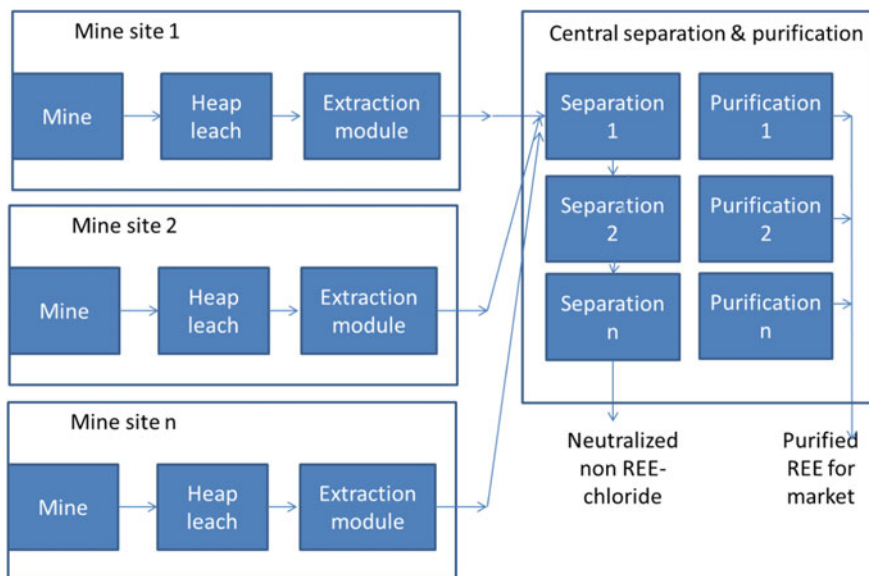 Mine site 1
Mine
Heap
leach
Extraction
module
Mine site 2
Mine
Heap
leach
Extraction
module
Mine site n
Mine
Heap
leach
Extraction
module
Central separation & purification
Separation
1
Purification
1
Separation
2
Purification
2
Separation
n
Purification
n
Neutralized
non REE-
chloride
Purified
REE for
market